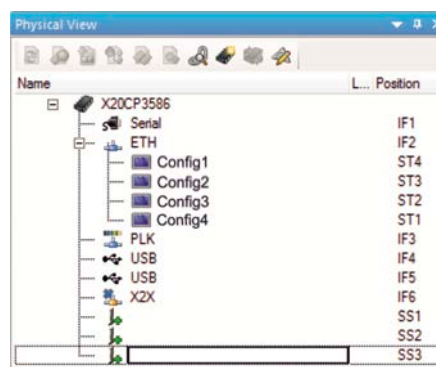 Physical View
Name L... Position
X20CP3586
Serial IF1
ETH IF2
Config1 ST4
Config2 ST3
Config3 ST2
Config4 ST1
PLK IF3
USB IF4
USB IF5
X2X IF6
SS1
SS2
SS3